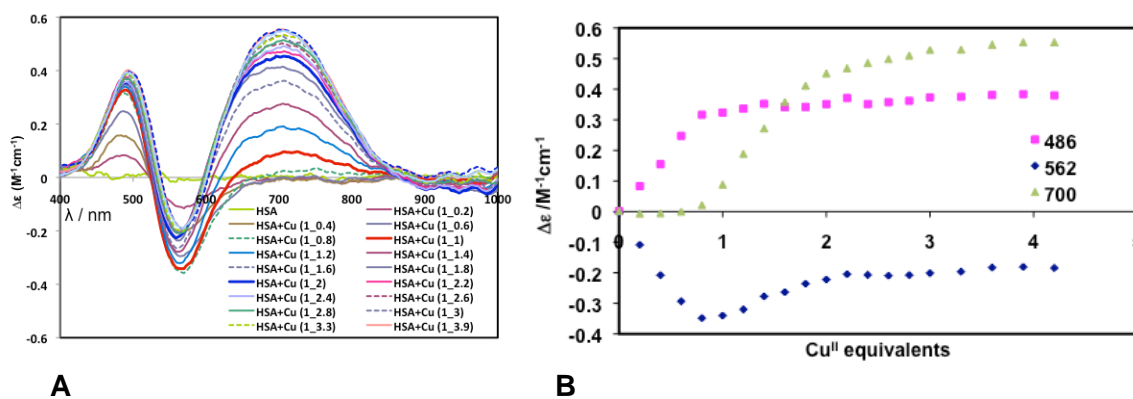 0.6
0.4
0.2
0
-0.2
-0.4
-0.6
Δε (M⁻¹cm⁻¹)
400 500 600 700 800 900 1000
λ / nm
HSA HSA+Cu (1_0.2)
HSA+Cu (1_0.4) HSA+Cu (1_0.6)
HSA+Cu (1_0.8) HSA+Cu (1_1)
HSA+Cu (1_1.2) HSA+Cu (1_1.4)
HSA+Cu (1_1.6) HSA+Cu (1_1.8)
HSA+Cu (1_2) HSA+Cu (1_2.2)
HSA+Cu (1_2.4) HSA+Cu (1_2.6)
HSA+Cu (1_2.8) HSA+Cu (1_3)
HSA+Cu (1_3.3) HSA+Cu (1_3.9)
A
B
0.6
0.5
0.4
0.3
0.2
0.1
0
-0.1
-0.2
-0.3
-0.4
Δε /M⁻¹cm⁻¹
0 1 2 3 4 5
486
562
700
Cuᴵᴵ equivalents